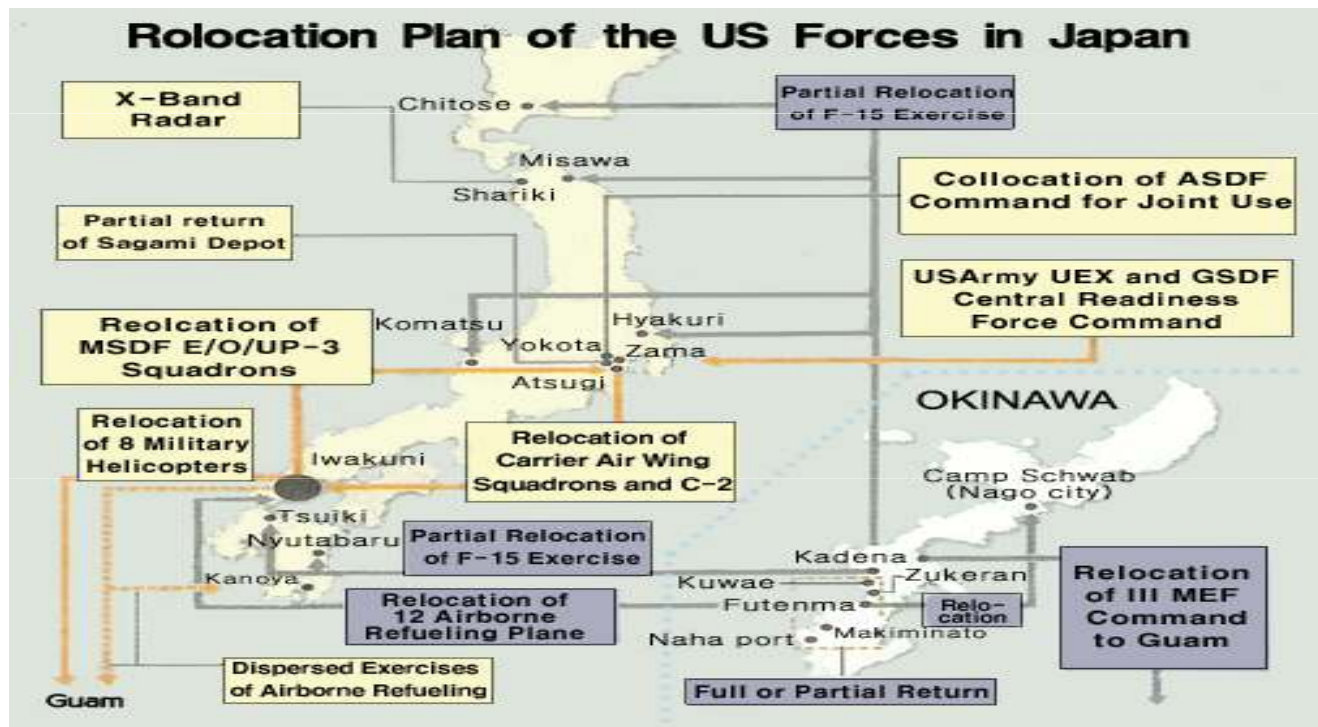 Rolocation Plan of the US Forces in Japan
X-Band
Radar
Chitose
Partial Relocation
of F-15 Exercise
Misawa
Shariki
Collocation of ASDF
Command for Joint Use
Partial return
of Sagami Depot
USArmy UEX and GSDF
Central Readiness
Force Command
Reolcation of
MSDF E/O/UP-3
Squadrons
Komatsu
Hyakuri
Yokota
Zama
Atsugi
OKINAWA
Relocation
of 8 Military
Helicopters
Iwakuni
Relocation of
Carrier Air Wing
Squadrons and C-2
Camp Schwab
(Nago city)
Tsuiki
Nyutabaru
Partial Relocation
of F-15 Exercise
Kadena
Kanoya
Kuwae
Zukeran
Relocation of
12 Airborne
Refueling Plane
Futenma
Relo-
cation
Relocation
of III MEF
Command
to Guam
Naha port
Makiminato
Dispersed Exercises
of Airborne Refueling
Full or Partial Return
Guam